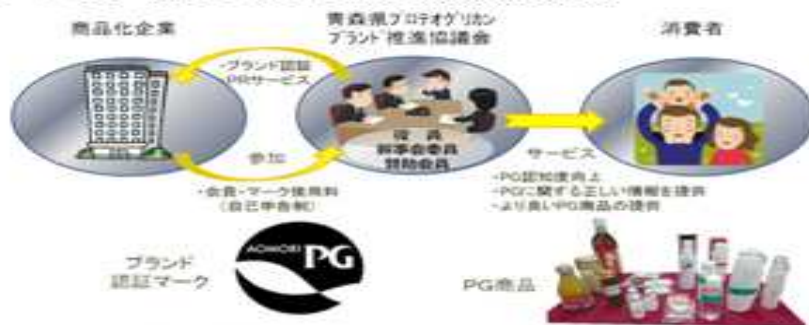 商品化企業
青森県プロテオグリカン
ブランド推進協議会
消費者
・ブランド認証
PRサービス
役 員
幹事会委員
賛助会員
参加
サービス
・会費・マーク使用料
(自己申告制)
・PG認知度向上
・PGに関する正しい情報を提供
・より良いPG商品の提供
ブランド
認証マーク
AOMORI
PG
PG商品